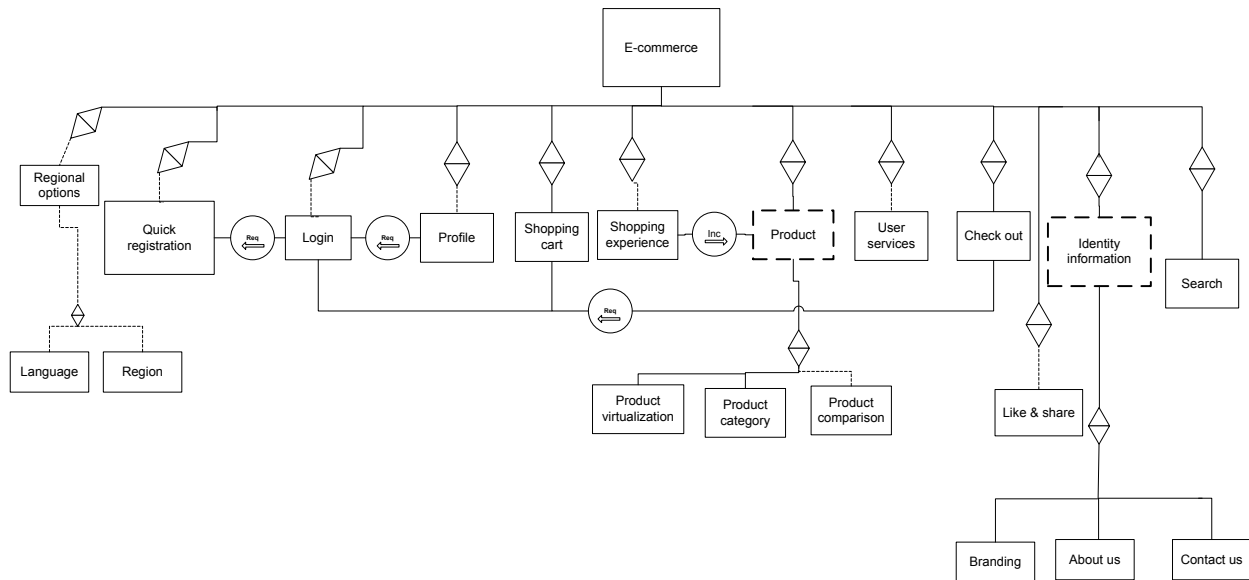 E-commerce
Regional
options
Quick
registration
Req
Login
Req
Profile
Shopping
cart
Shopping
experience
Inc
Product
User
services
Check out
Identity
information
Search
Req
Language
Region
Product
virtualization
Product
category
Product
comparison
Like & share
Branding
About us
Contact us